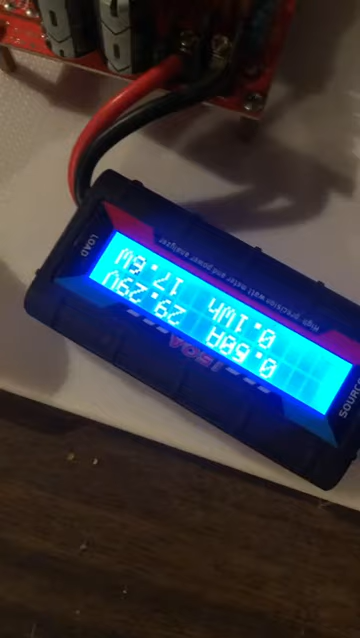 150A
SOURCE
0.60A 29.29V
0.1Wh 17.6W
LOAD
High precision watt meter and power analyzer